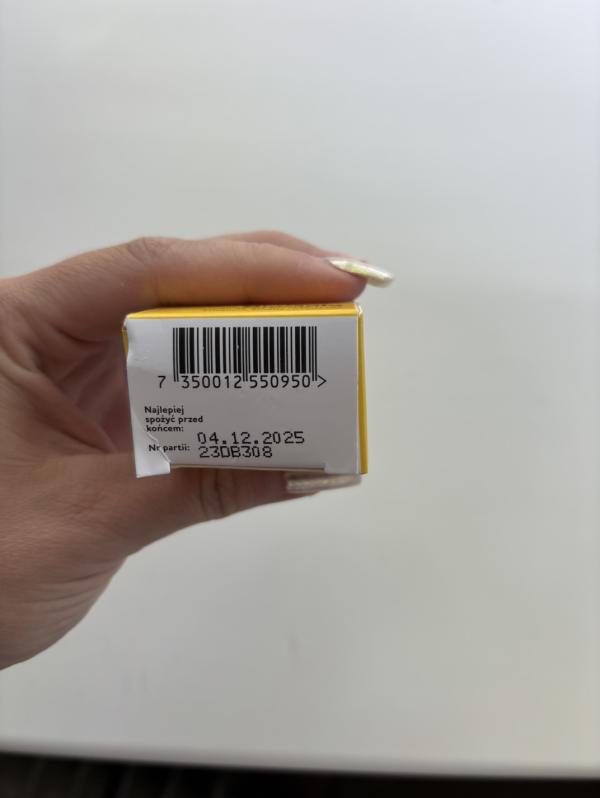 7 350012 550950 >
Najlepiej
spożyć przed
końcem:
04.12.2025
Nr partii: 23DB308